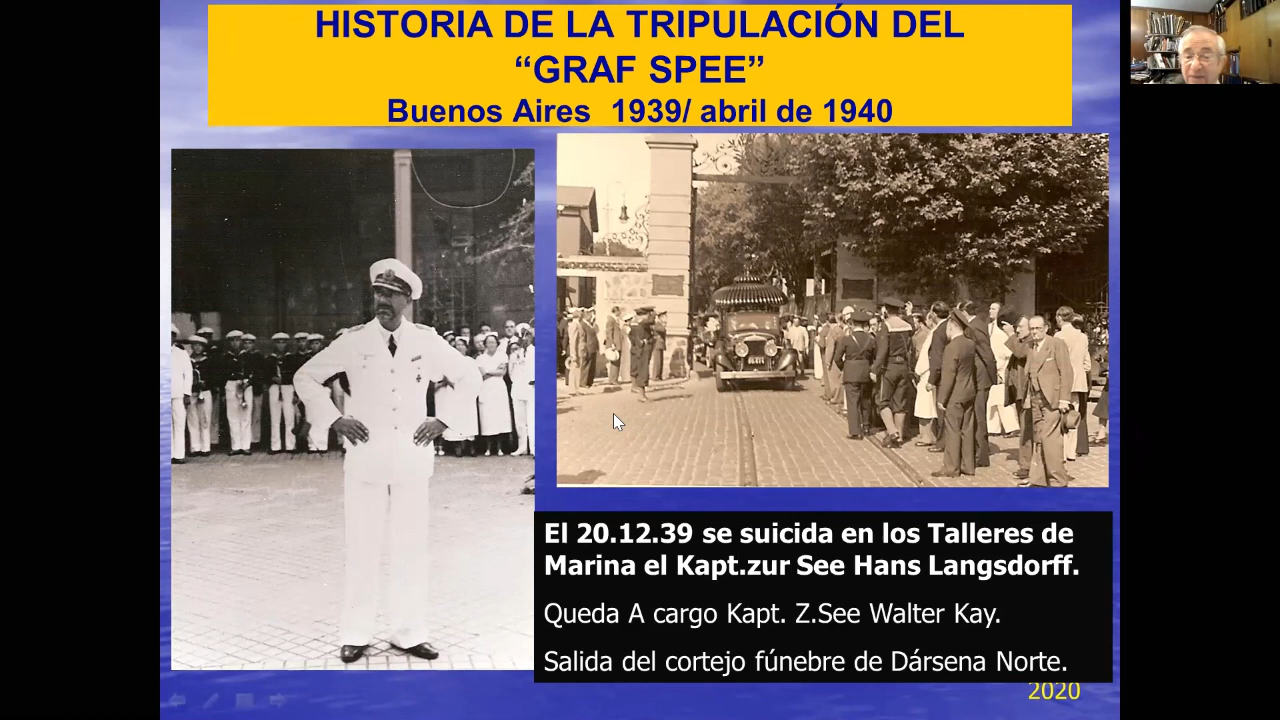 HISTORIA DE LA TRIPULACIÓN DEL
“GRAF SPEE”
Buenos Aires 1939/ abril de 1940
El 20.12.39 se suicida en los Talleres de
Marina el Kapt.zur See Hans Langsdorff.
Queda A cargo Kapt. Z.See Walter Kay.
Salida del cortejo fúnebre de Dársena Norte.
2020